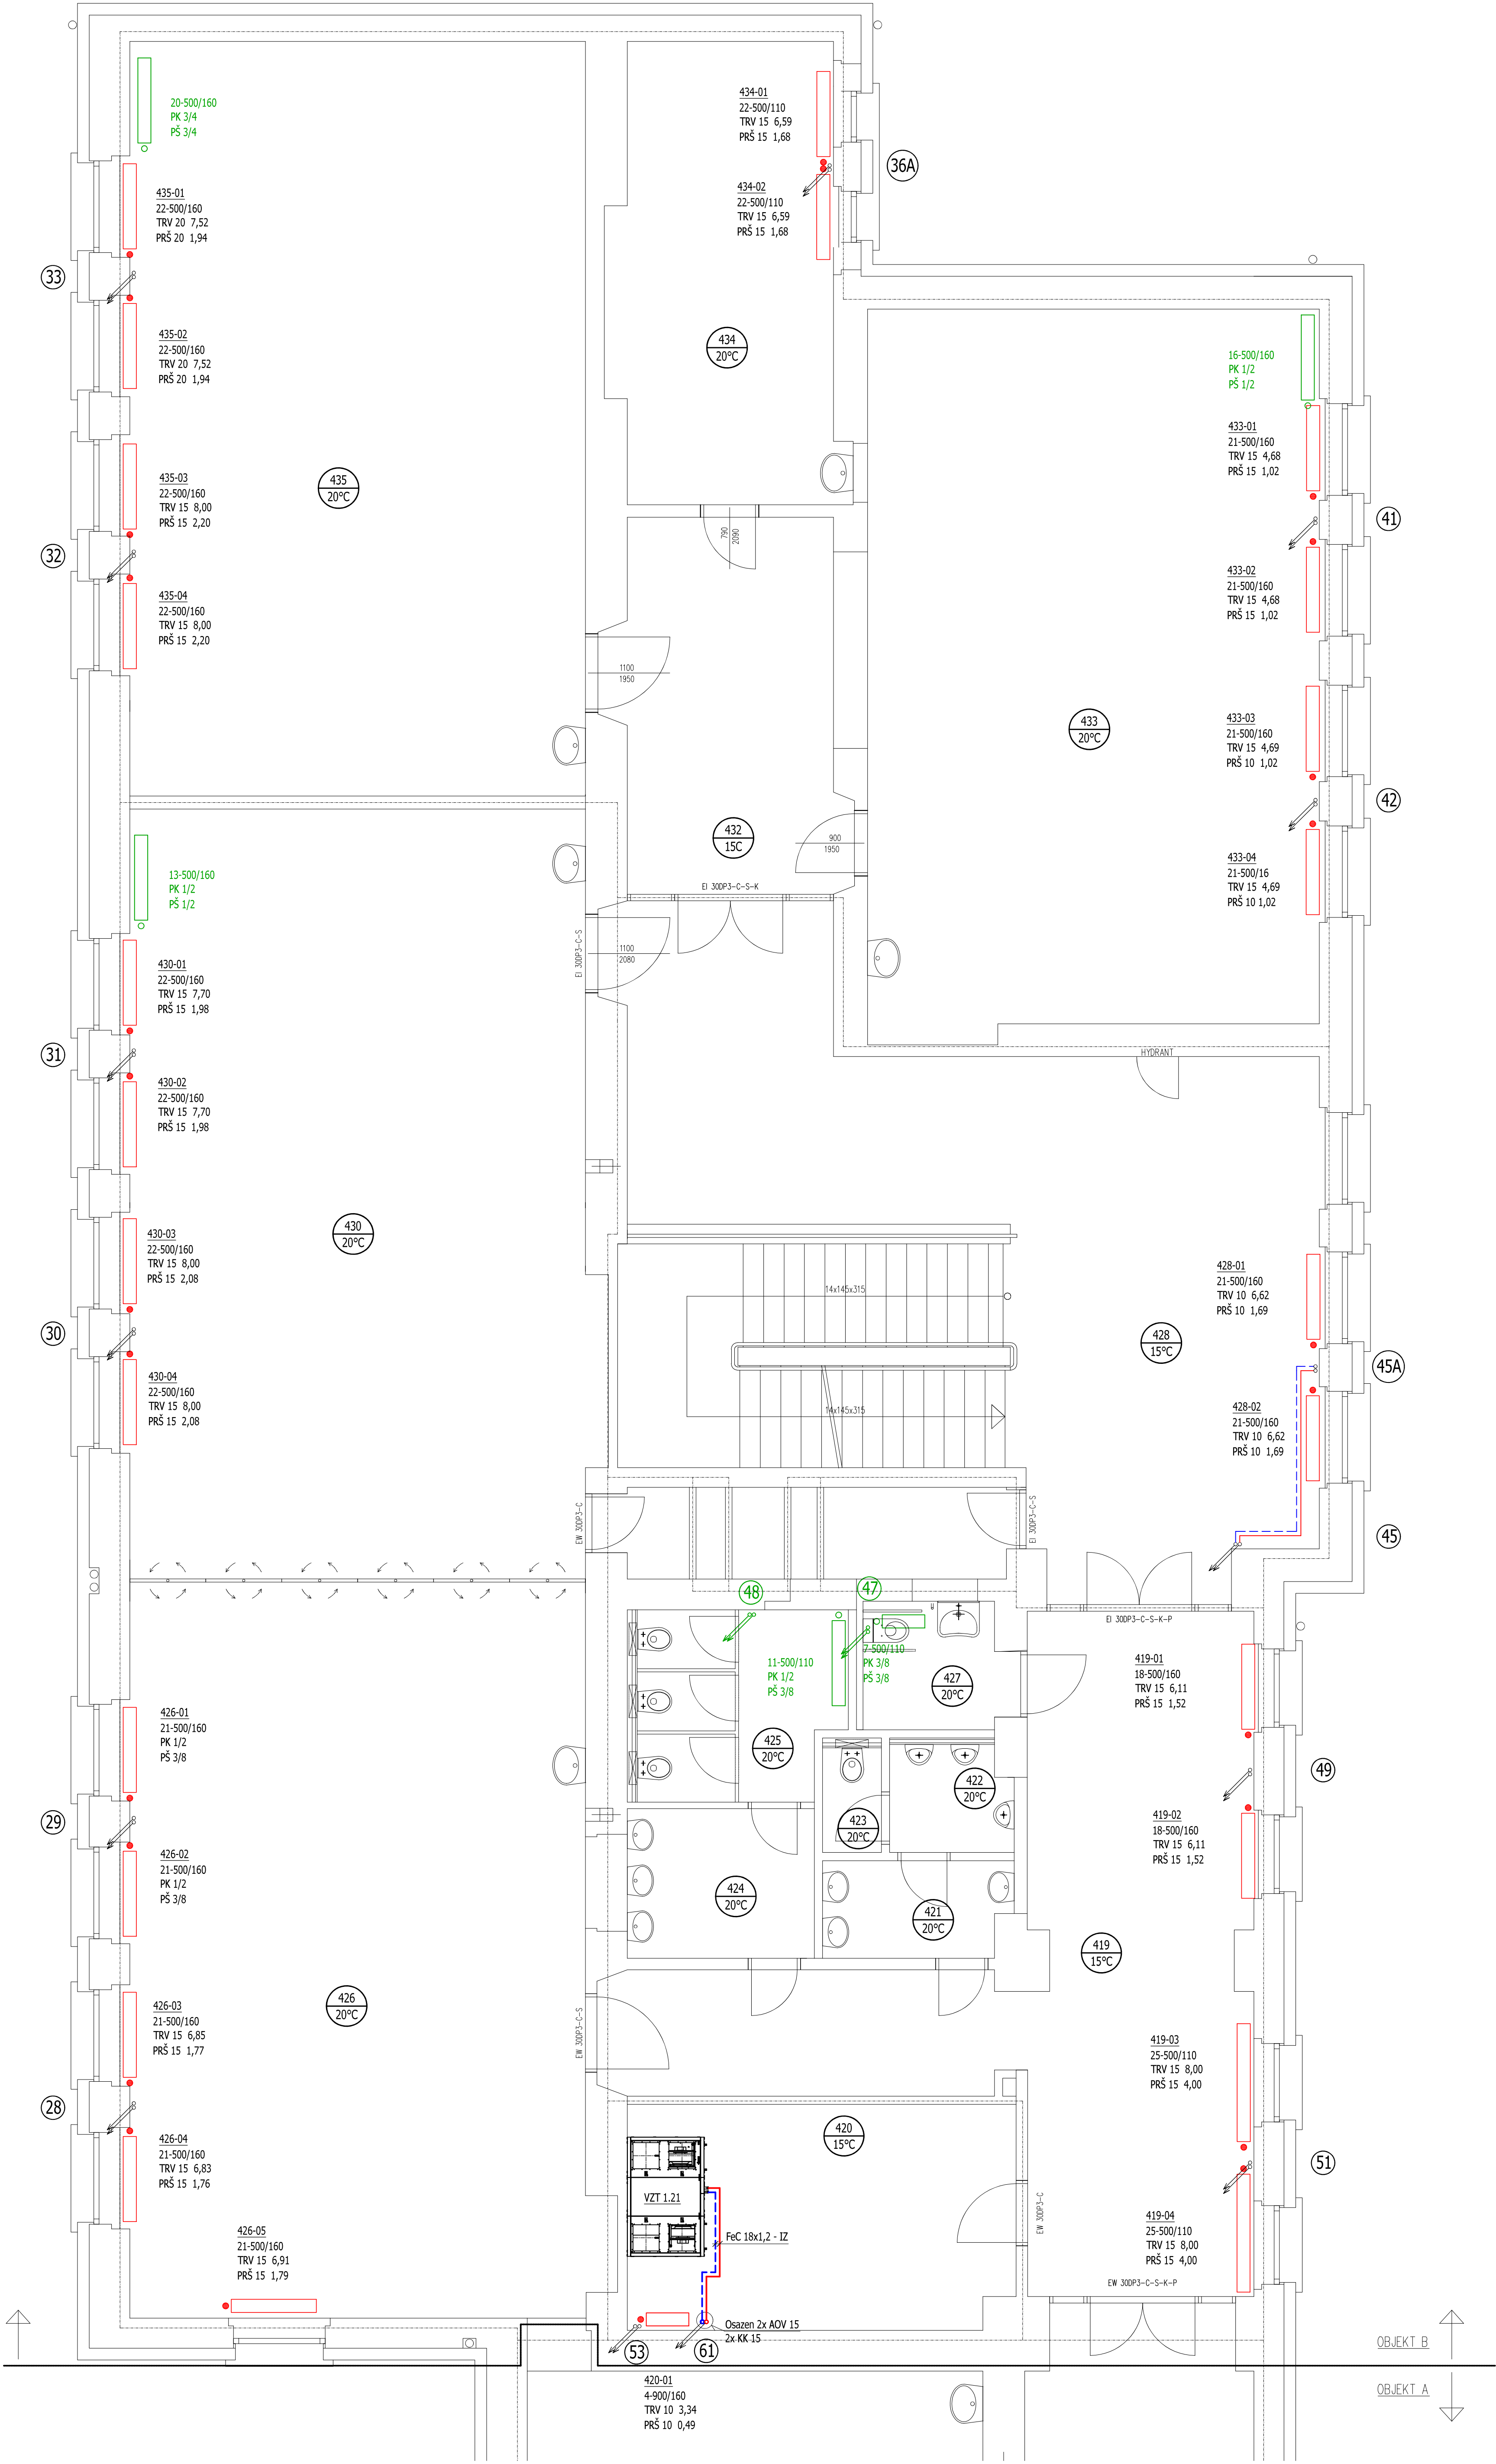 20-500/160
PK 3/4
PŠ 3/4
434-01
22-500/110
TRV 15 6,59
PRŠ 15 1,68
36A
434-02
22-500/110
TRV 15 6,59
PRŠ 15 1,68
435-01
22-500/160
TRV 20 7,52
PRŠ 20 1,94
33
435-02
22-500/160
TRV 20 7,52
PRŠ 20 1,94
434
20°C
16-500/160
PK 1/2
PŠ 1/2
433-01
21-500/160
TRV 15 4,68
PRŠ 15 1,02
435-03
22-500/160
TRV 15 8,00
PRŠ 15 2,20
435
20°C
41
32
790
2090
433-02
21-500/160
TRV 15 4,68
PRŠ 15 1,02
435-04
22-500/160
TRV 15 8,00
PRŠ 15 2,20
1100
1950
433
20°C
433-03
21-500/160
TRV 15 4,69
PRŠ 10 1,02
42
432
15C
900
1950
433-04
21-500/16
TRV 15 4,69
PRŠ 10 1,02
13-500/160
PK 1/2
PŠ 1/2
EI 30DP3-C-S-K
EI 30DP3-C-S
1100
2080
430-01
22-500/160
TRV 15 7,70
PRŠ 15 1,98
31
HYDRANT
430-02
22-500/160
TRV 15 7,70
PRŠ 15 1,98
430-03
22-500/160
TRV 15 8,00
PRŠ 15 2,08
430
20°C
428-01
21-500/160
TRV 10 6,62
PRŠ 10 1,69
14x145x315
30
428
15°C
45A
430-04
22-500/160
TRV 15 8,00
PRŠ 15 2,08
14x145x315
428-02
21-500/160
TRV 10 6,62
PRŠ 10 1,69
EW 30DP3-C
EI 30DP3-C-S
45
48
47
EI 30DP3-C-S-K-P
11-500/110
PK 1/2
PŠ 3/8
7-500/110
PK 3/8
PŠ 3/8
427
20°C
419-01
18-500/160
TRV 15 6,11
PRŠ 15 1,52
426-01
21-500/160
PK 1/2
PŠ 3/8
425
20°C
422
20°C
49
29
423
20°C
419-02
18-500/160
TRV 15 6,11
PRŠ 15 1,52
426-02
21-500/160
PK 1/2
PŠ 3/8
424
20°C
421
20°C
419
15°C
426-03
21-500/160
TRV 15 6,85
PRŠ 15 1,77
426
20°C
EW 30DP3-C-S
419-03
25-500/110
TRV 15 8,00
PRŠ 15 4,00
28
420
15°C
426-04
21-500/160
TRV 15 6,83
PRŠ 15 1,76
51
VZT 1.21
EW 30DP3-C
419-04
25-500/110
TRV 15 8,00
PRŠ 15 4,00
426-05
21-500/160
TRV 15 6,91
PRŠ 15 1,79
FeC 18x1,2 - IZ
EW 30DP3-C-S-K-P
Osazen 2x AOV 15
2x KK 15
53
61
OBJEKT B
420-01
4-900/160
TRV 10 3,34
PRŠ 10 0,49
OBJEKT A